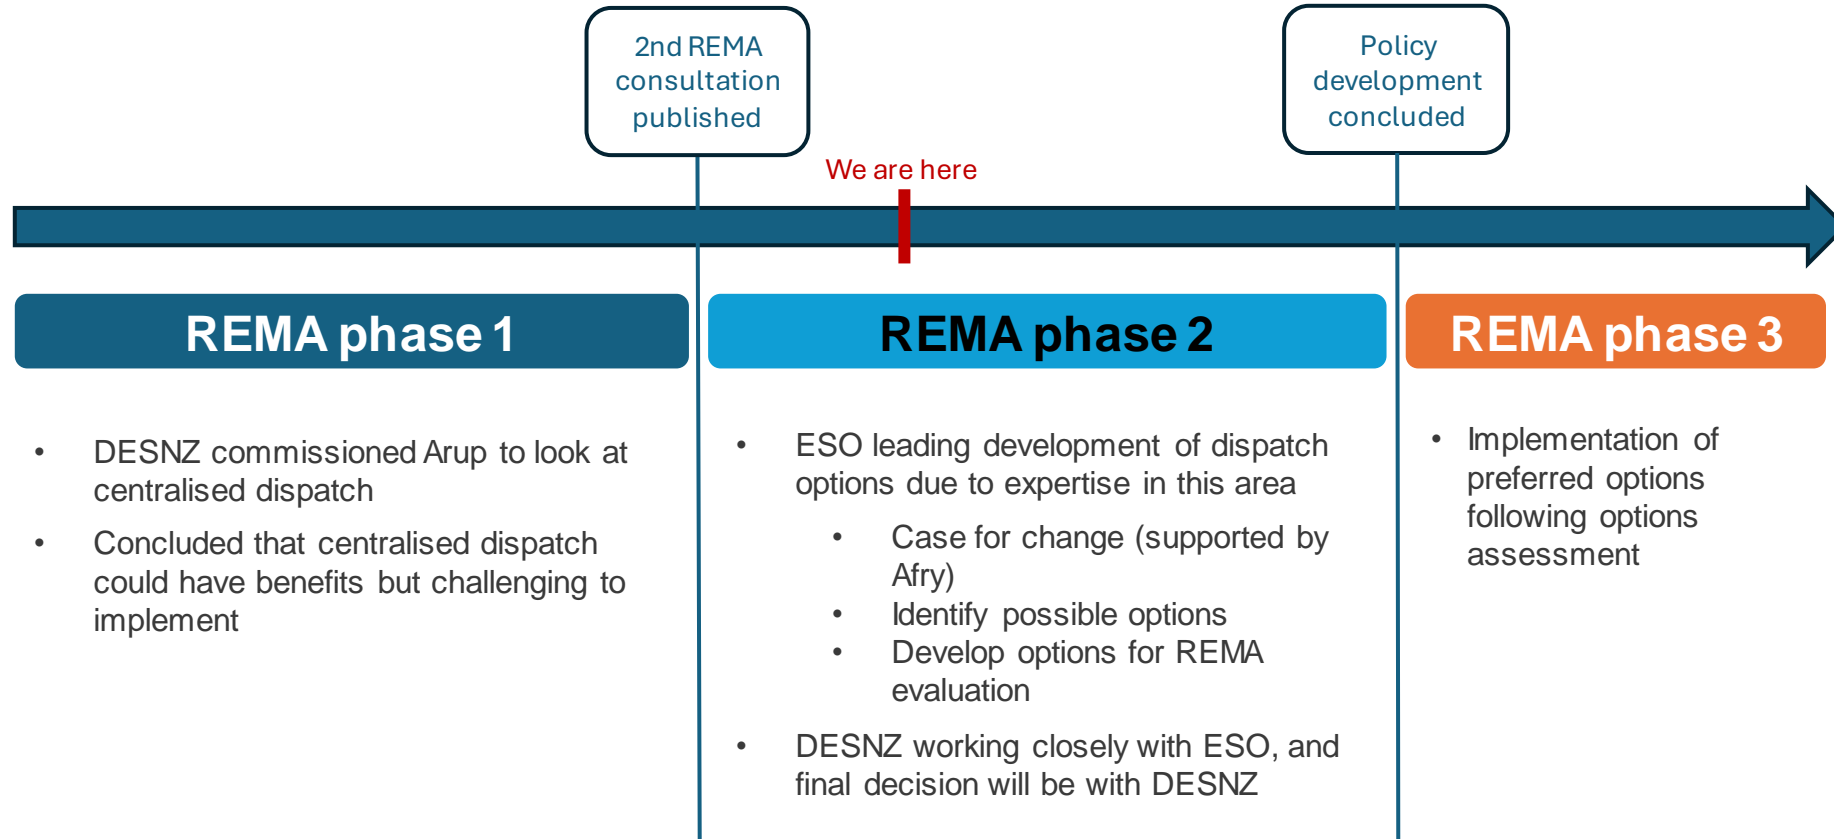 2nd REMA
consultation
published
Policy
development
concluded
We are here
REMA phase 1
REMA phase 2
REMA phase 3
• DESNZ commissioned Arup to look at
centralised dispatch
• Concluded that centralised dispatch
could have benefits but challenging to
implement
• ESO leading development of dispatch
options due to expertise in this area
• Case for change (supported by
Afry)
• Identify possible options
• Develop options for REMA
evaluation
• DESNZ working closely with ESO, and
final decision will be with DESNZ
• Implementation of
preferred options
following options
assessment